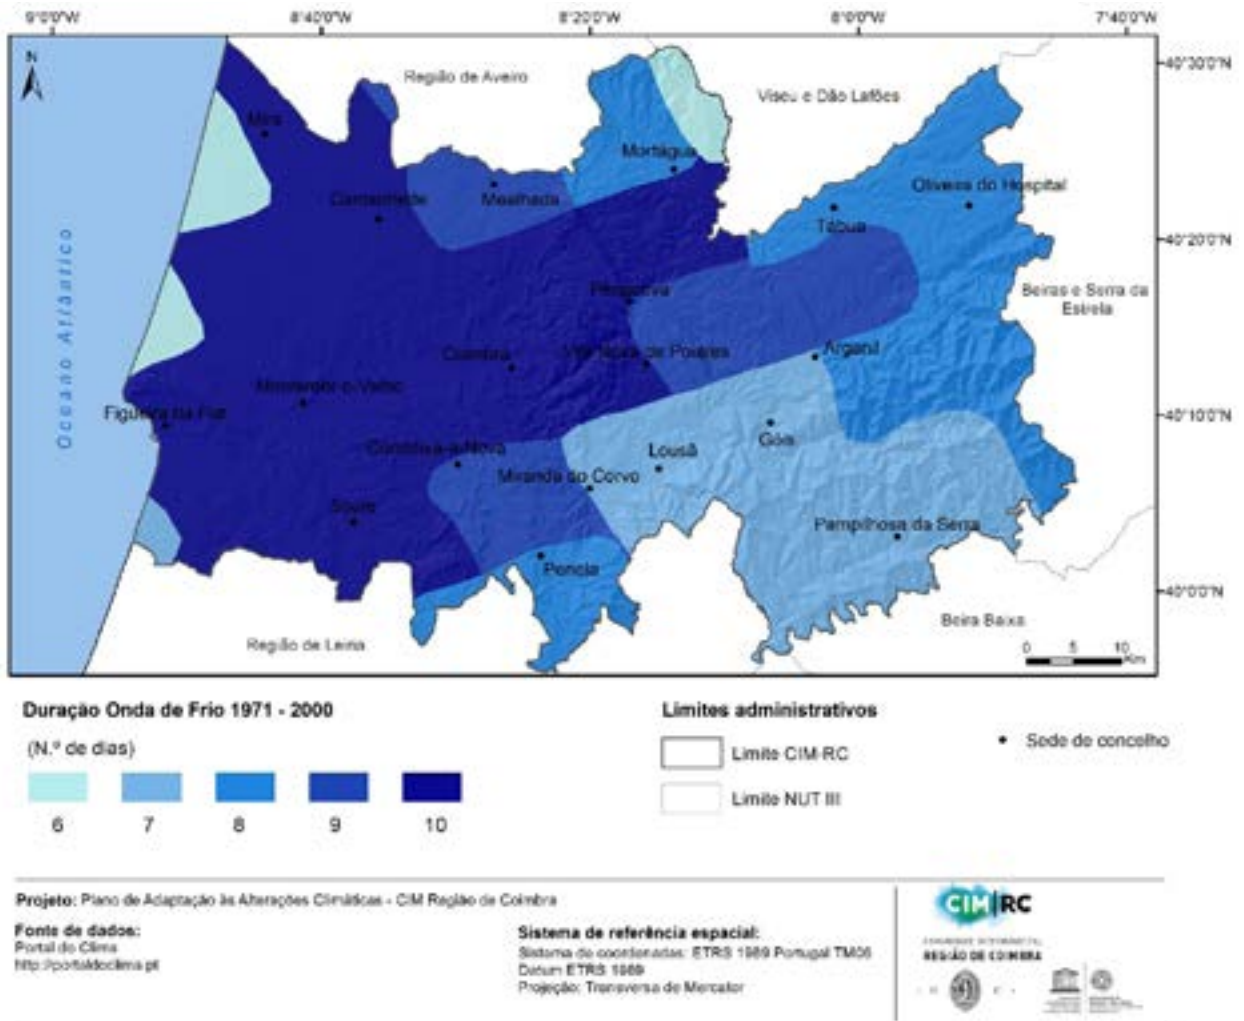 9°0'0"W 8°40'0"W 8°20'0"W 8°0'0"W 7°40'0"W
N
Região de Aveiro
Viseu e Dão Lafões
40°30'0"N
Mira
Mortágua
Cantanhede
Mealhada
Oliveira do Hospital
Tábua
40°20'0"N
Oceano Atlântico
Penacova
Beiras e Serra da
Estrela
Coimbra
Vila Nova de Poiares
Arganil
Montemor-o-Velho
Figueira da Foz
40°10'0"N
Góis
Condeixa-a-Nova
Lousã
Miranda do Corvo
Soure
Pampilhosa da Serra
Penela
40°0'0"N
Região de Leiria
Beira Baixa
0 5 10
Km
Duração Onda de Frio 1971 - 2000
(N.º de dias)
6 7 8 9 10
Limites administrativos
Limite CIM-RC
Limite NUT III
Sede de concelho
Projeto: Plano de Adaptação às Alterações Climáticas - CIM Região de Coimbra
Fonte de dados:
Portal do Clima
http://portaldoclima.pt
Sistema de referência espacial:
Sistema de coordenadas: ETRS 1989 Portugal TM06
Datum ETRS 1989
Projeção: Transversa de Mercator
CIM|RC
REGIÃO DE COIMBRA